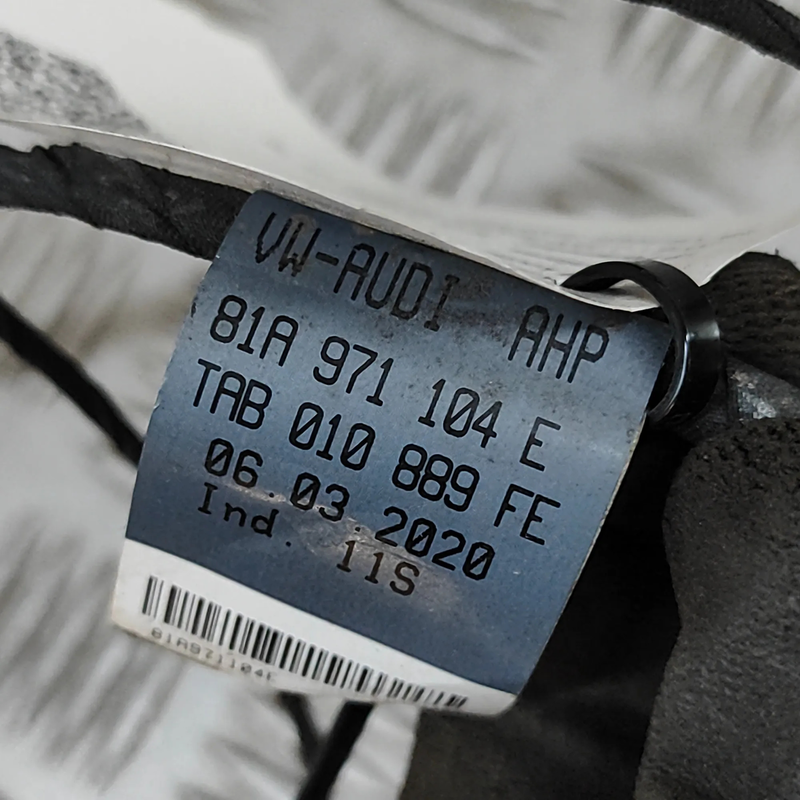 VW-AUDI AHP
81A 971 104 E
TAB 010 889 FE
06.03.2020
Ind. 11S
81A971104E